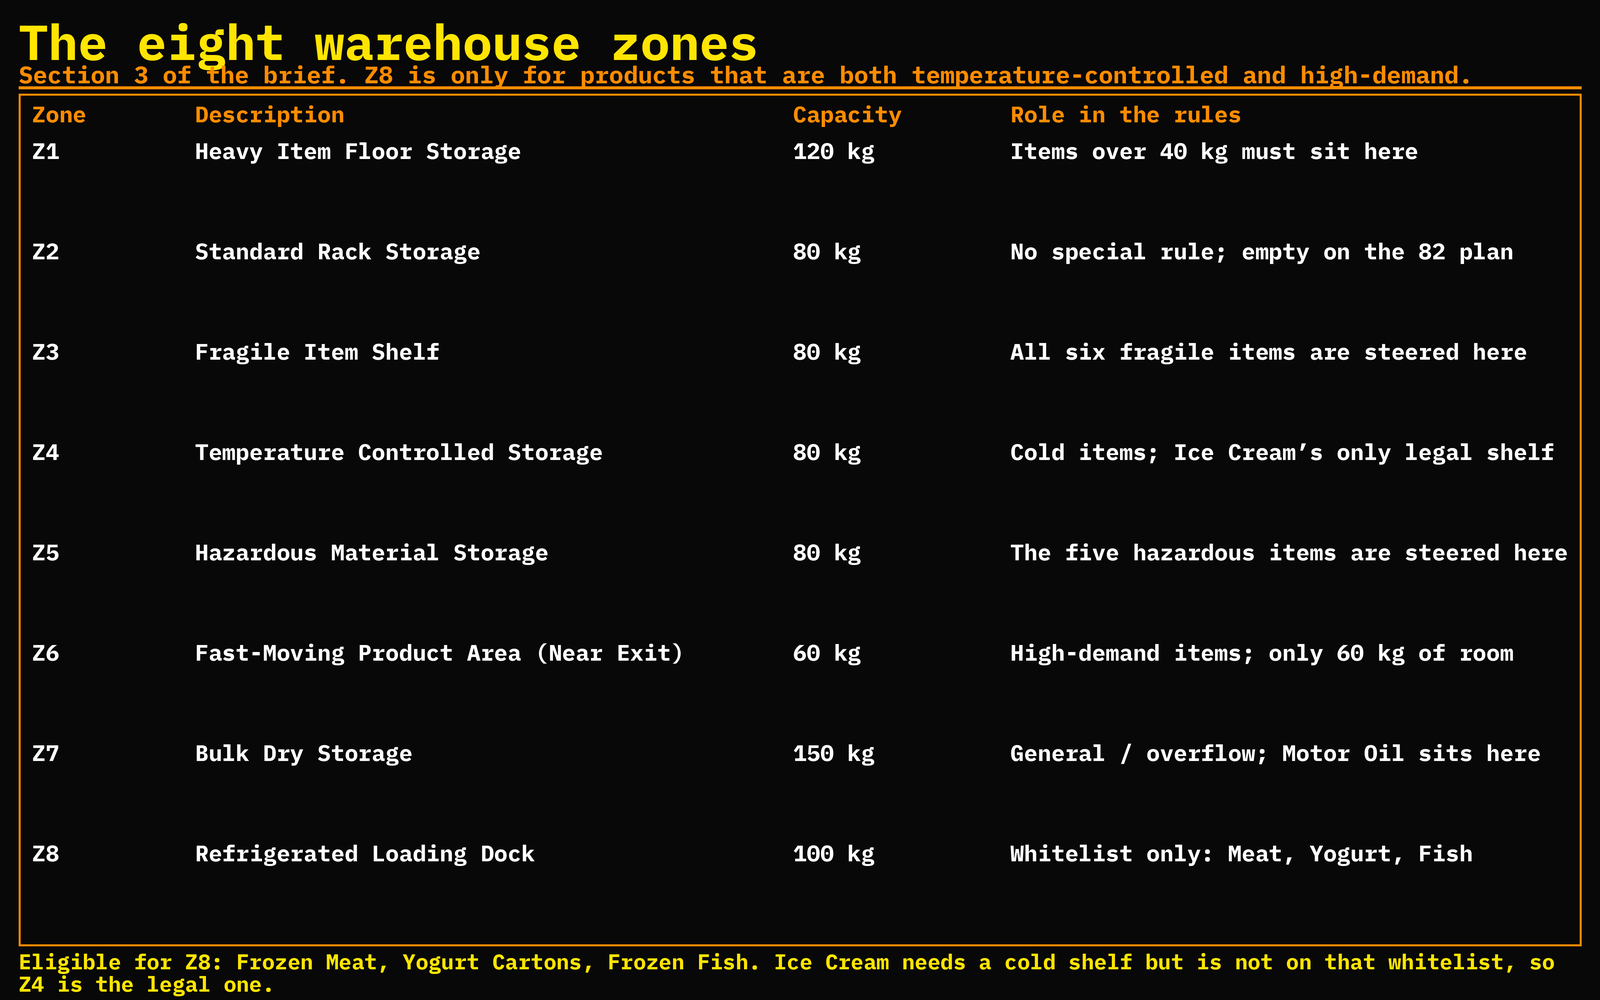 The eight warehouse zones
Section 3 of the brief. Z8 is only for products that are both temperature-controlled and high-demand.
Zone Description Capacity Role in the rules
Z1 Heavy Item Floor Storage 120 kg Items over 40 kg must sit here
Z2 Standard Rack Storage 80 kg No special rule; empty on the 82 plan
Z3 Fragile Item Shelf 80 kg All six fragile items are steered here
Z4 Temperature Controlled Storage 80 kg Cold items; Ice Cream’s only legal shelf
Z5 Hazardous Material Storage 80 kg The five hazardous items are steered here
Z6 Fast-Moving Product Area (Near Exit) 60 kg High-demand items; only 60 kg of room
Z7 Bulk Dry Storage 150 kg General / overflow; Motor Oil sits here
Z8 Refrigerated Loading Dock 100 kg Whitelist only: Meat, Yogurt, Fish
Eligible for Z8: Frozen Meat, Yogurt Cartons, Frozen Fish. Ice Cream needs a cold shelf but is not on that whitelist, so
Z4 is the legal one.